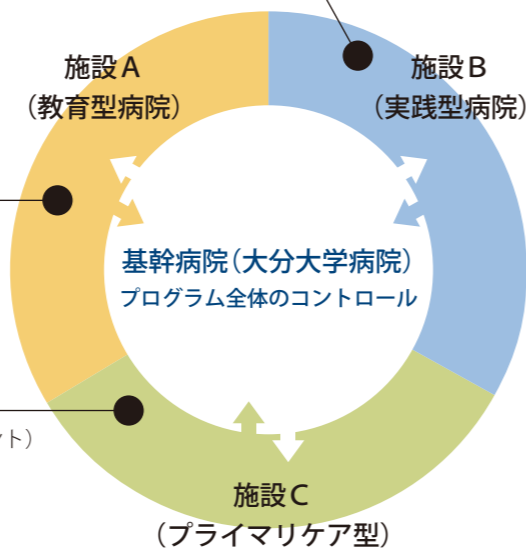 施設A
(教育型病院)
施設B
(実践型病院)
基幹病院(大分大学病院)
プログラム全体のコントロール
ント)
施設C
(プライマリケア型)